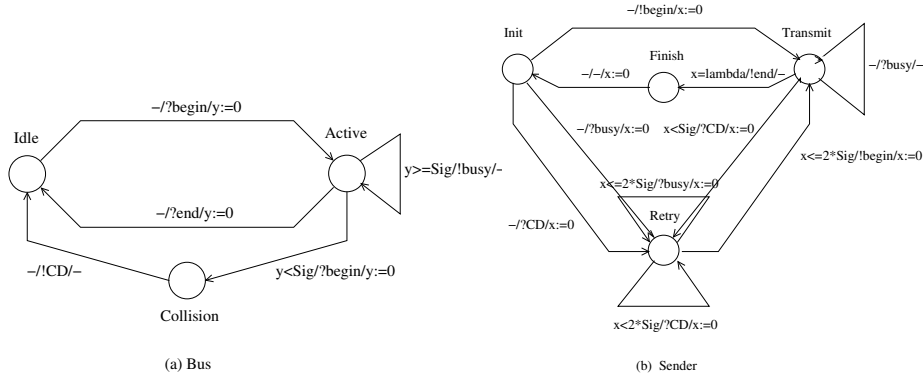 −/?begin/y:=0
Idle
Active
y>=Sig/!busy/−
−/?end/y:=0
−/!CD/−
y<Sig/?begin/y:=0
Collision
(a) Bus
−/!begin/x:=0
Init
Transmit
Finish
−/−/x:=0
x=lambda/!end/−
−/?busy/−
−/?busy/x:=0
x<Sig/?CD/x:=0
x<=2*Sig/!begin/x:=0
x<=2*Sig/?busy/x:=0
Retry
−/?CD/x:=0
x<2*Sig/?CD/x:=0
(b) Sender